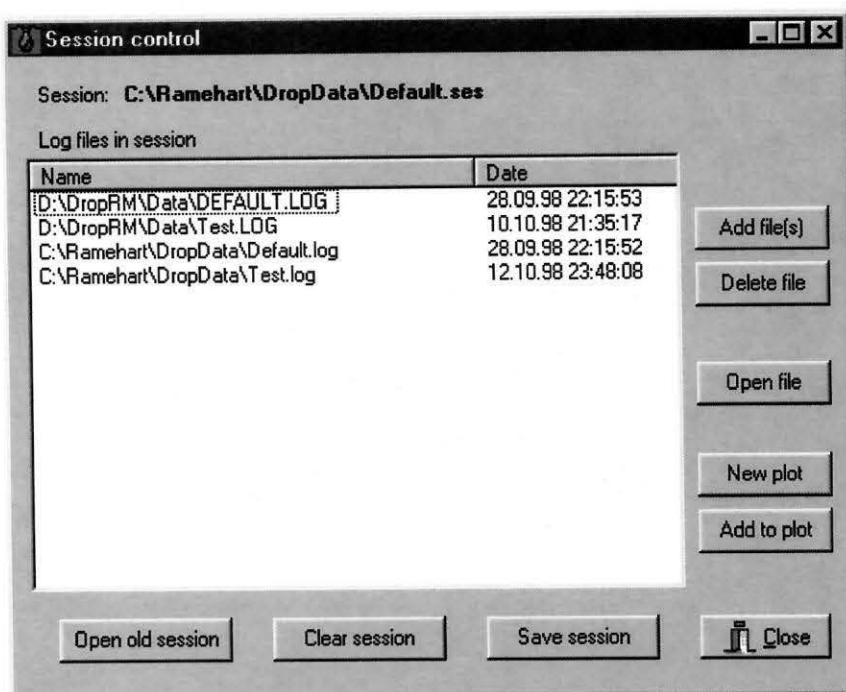 Session control
Session: C:\Ramehart\DropData\Default.ses
Log files in session
Name Date
D:\DropRM\Data\DEFAULT.LOG 28.09.98 22:15:53
D:\DropRM\Data\Test.LOG 10.10.98 21:35:17
C:\Ramehart\DropData\Default.log 28.09.98 22:15:52
C:\Ramehart\DropData\Test.log 12.10.98 23:48:08
Add file(s)
Delete file
Open file
New plot
Add to plot
Open old session Clear session Save session Close